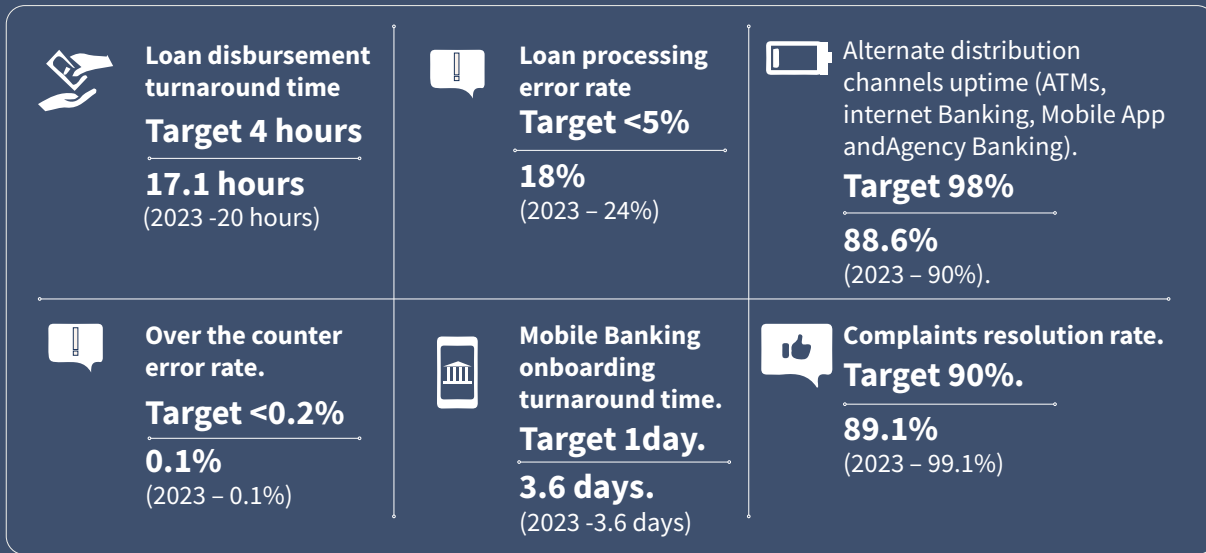 Loan disbursement
turnaround time
Target 4 hours
17.1 hours
(2023 -20 hours)
Loan processing
error rate
Target <5%
18%
(2023 – 24%)
Alternate distribution
channels uptime (ATMs,
internet Banking, Mobile App
andAgency Banking).
Target 98%
88.6%
(2023 – 90%).
Over the counter
error rate.
Target <0.2%
0.1%
(2023 – 0.1%)
Mobile Banking
onboarding
turnaround time.
Target 1day.
3.6 days.
(2023 -3.6 days)
Complaints resolution rate.
Target 90%.
89.1%
(2023 – 99.1%)